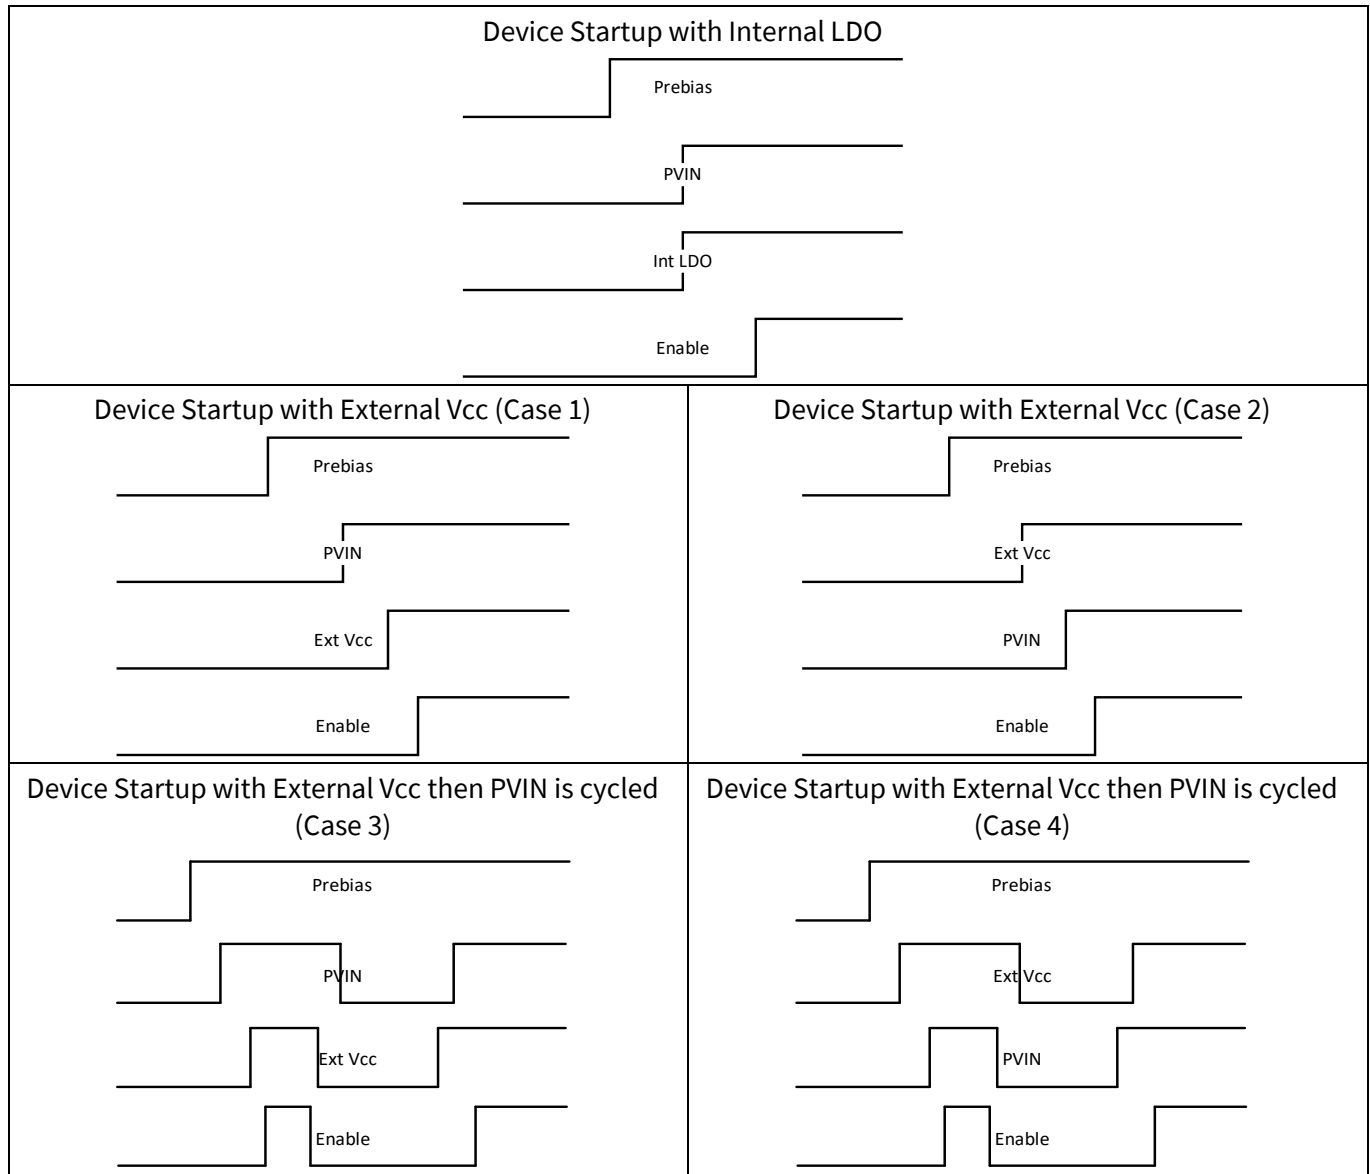 Device Startup with Internal LDO
Prebias
PVIN
Int LDO
Enable
Device Startup with External Vcc (Case 1)
Prebias
PVIN
Ext Vcc
Enable
Device Startup with External Vcc (Case 2)
Prebias
Ext Vcc
PVIN
Enable
Device Startup with External Vcc then PVIN is cycled
(Case 3)
Prebias
PVIN
Ext Vcc
Enable
Device Startup with External Vcc then PVIN is cycled
(Case 4)
Prebias
Ext Vcc
PVIN
Enable